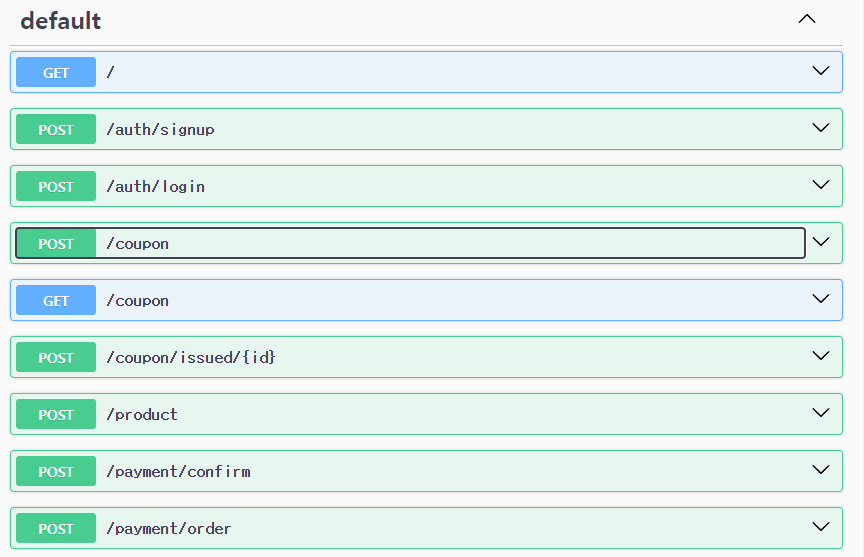 default
GET /
POST /auth/signup
POST /auth/login
POST /coupon
GET /coupon
POST /coupon/issued/{id}
POST /product
POST /payment/confirm
POST /payment/order